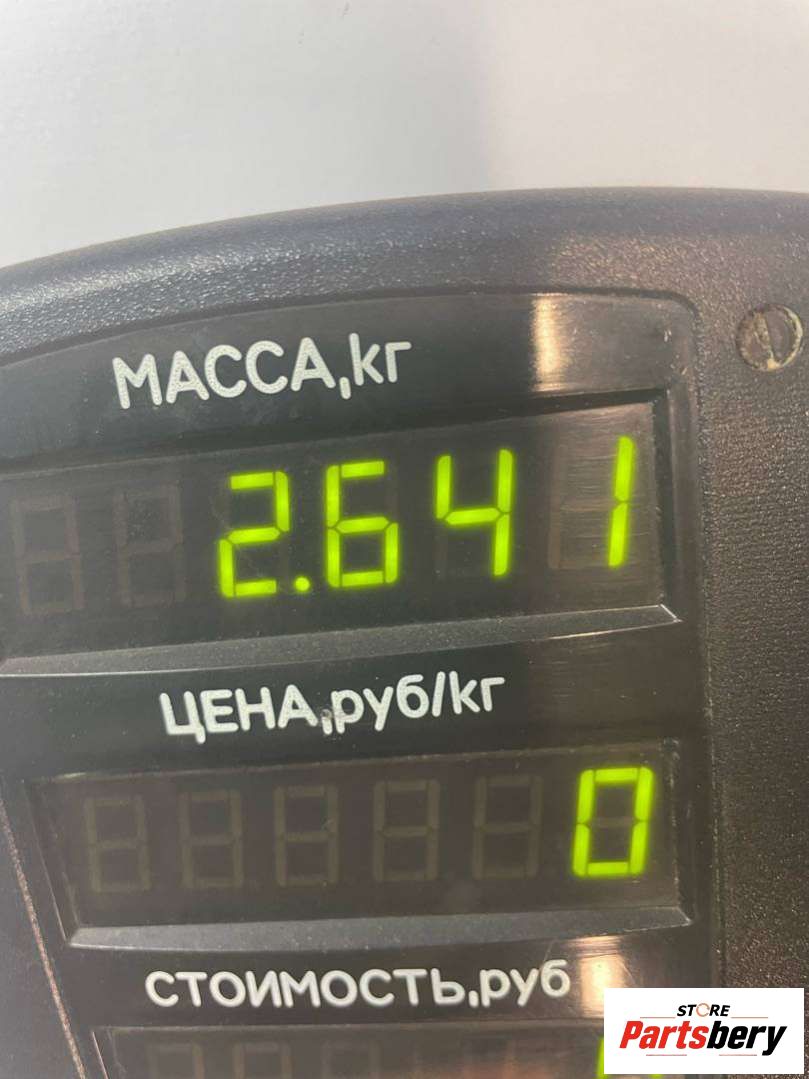 МАССА,кг
2.641
ЦЕНА,руб/кг
0
СТОИМОСТЬ,руб
STORE
Partsbery